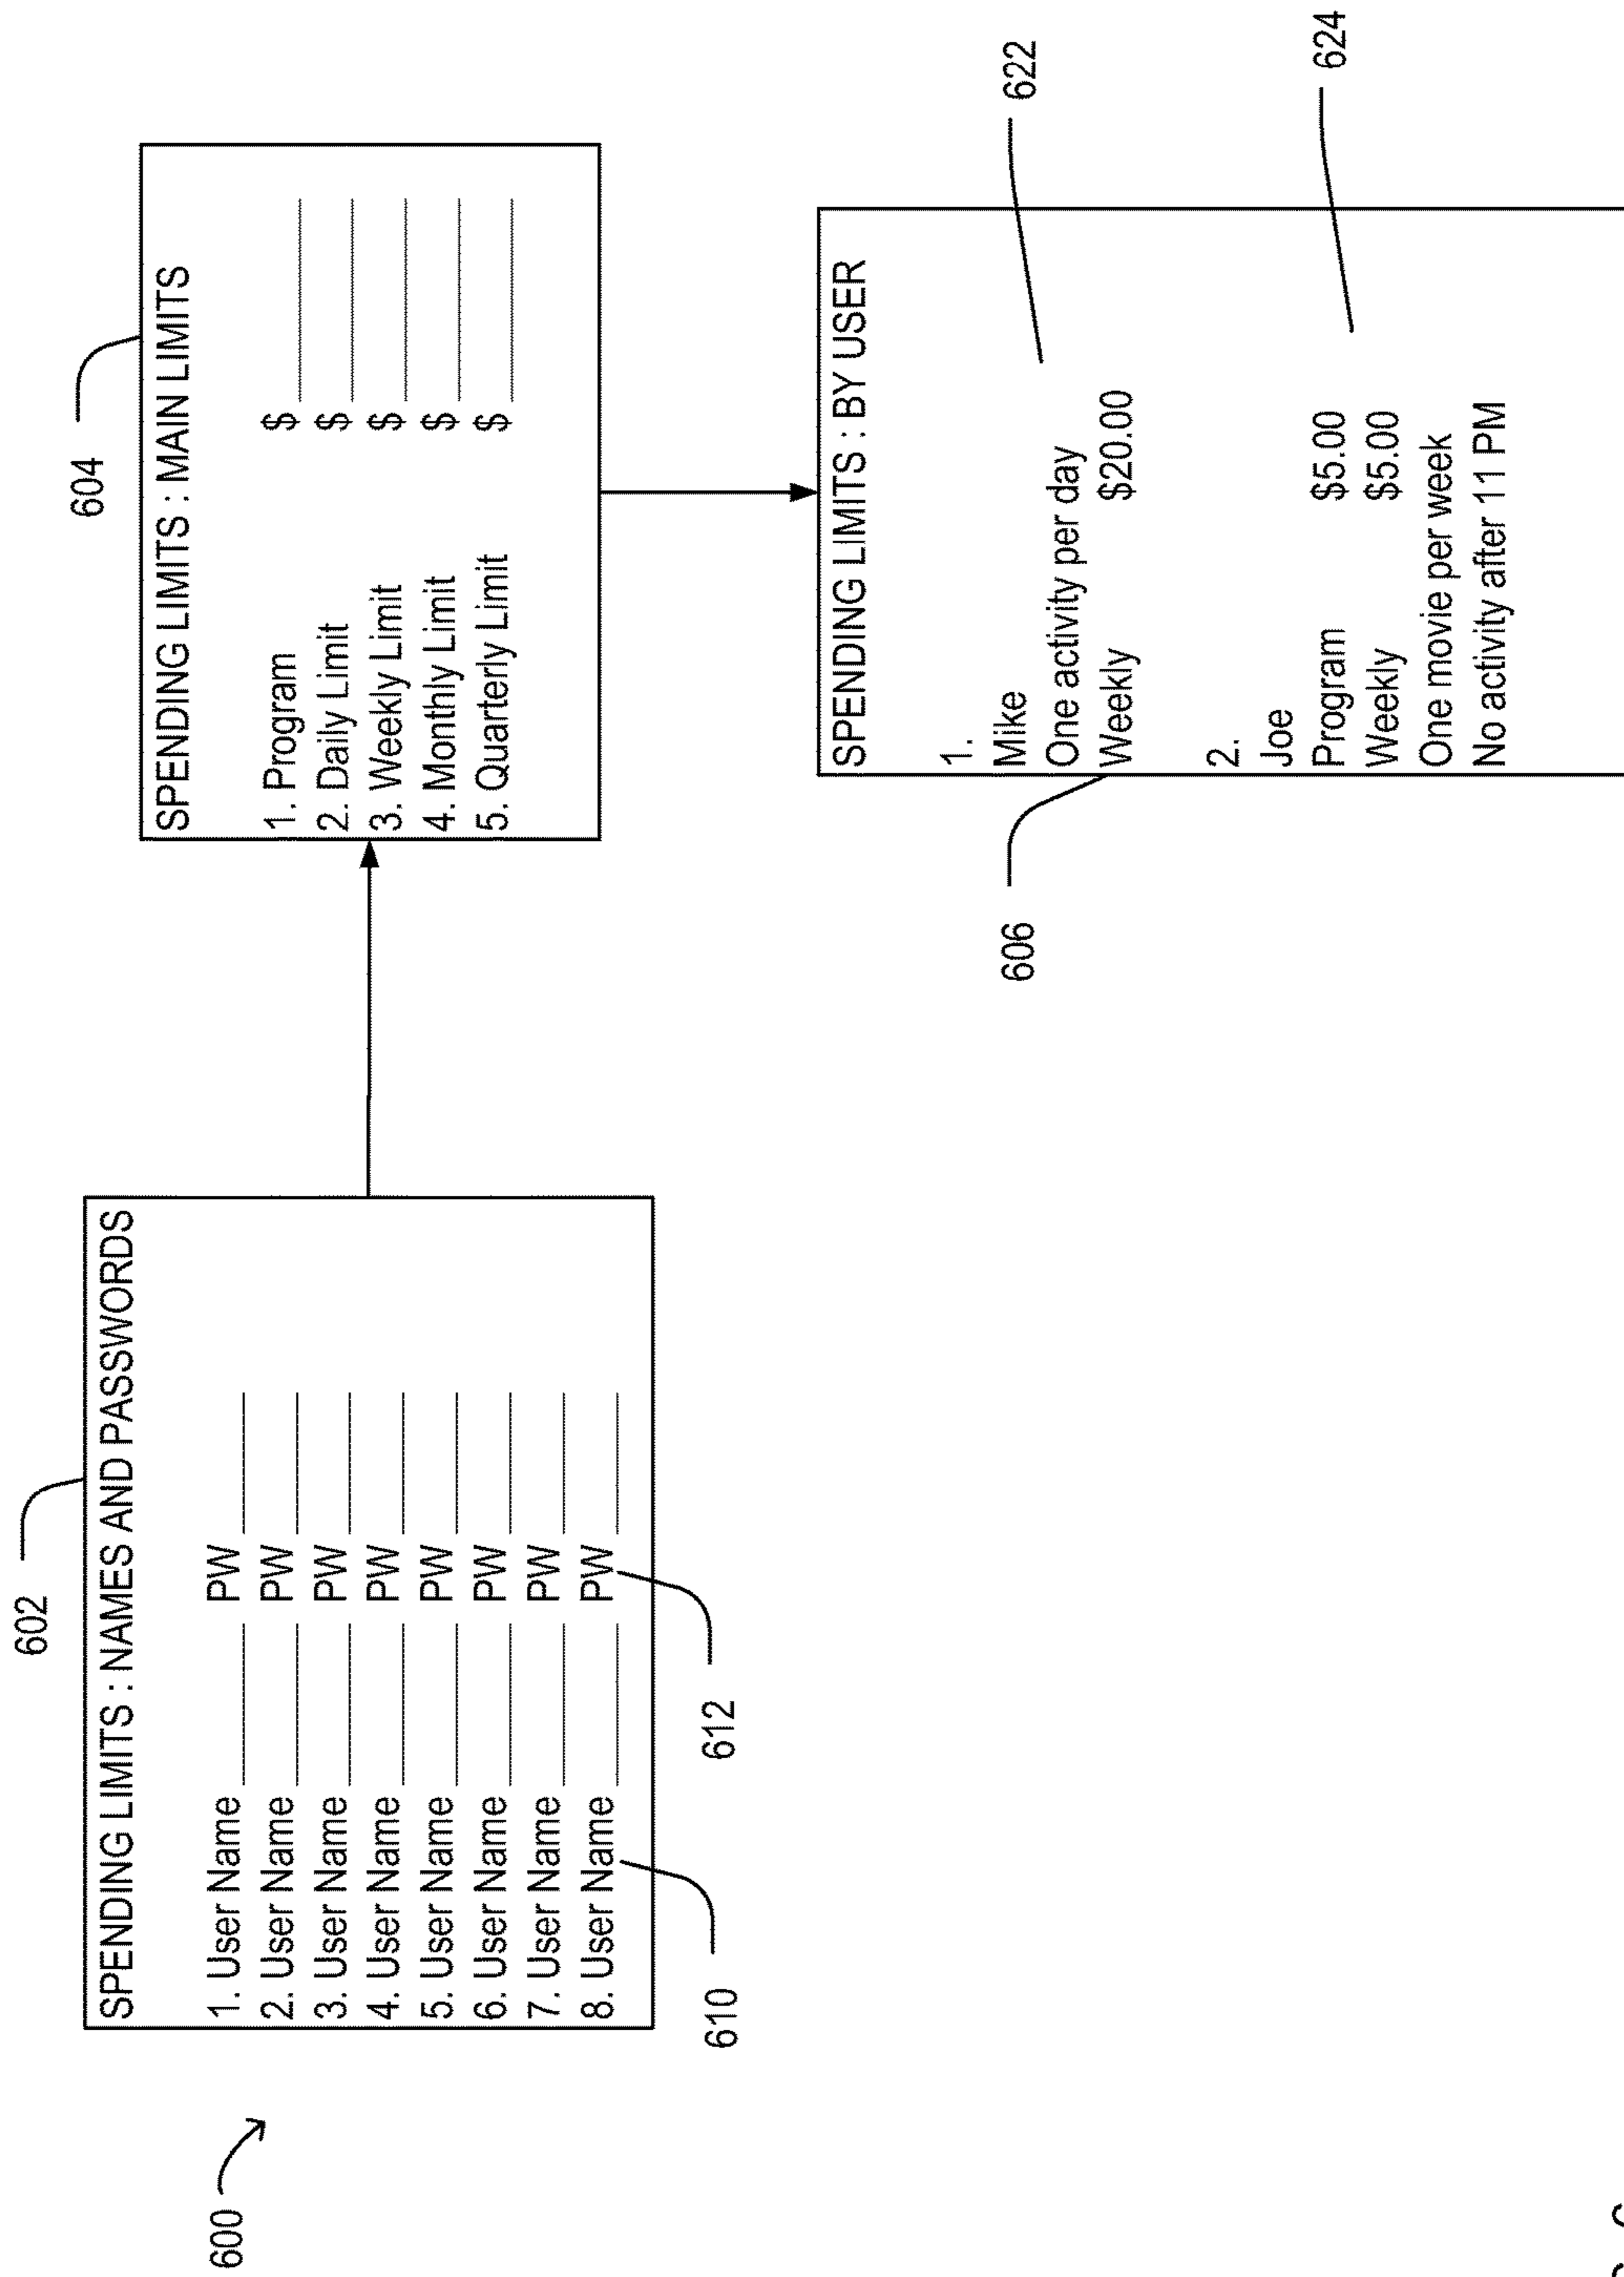 600
602
SPENDING LIMITS : NAMES AND PASSWORDS
1. User Name PW
2. User Name PW
3. User Name PW
4. User Name PW
5. User Name PW
6. User Name PW
7. User Name PW
8. User Name PW
610
612
604
SPENDING LIMITS : MAIN LIMITS
1. Program $
2. Daily Limit $
3. Weekly Limit $
4. Monthly Limit $
5. Quarterly Limit $
606
SPENDING LIMITS : BY USER
1.
Mike
One activity per day
Weekly $20.00
2.
Joe
Program $5.00
Weekly $5.00
One movie per week
No activity after 11 PM
622
624